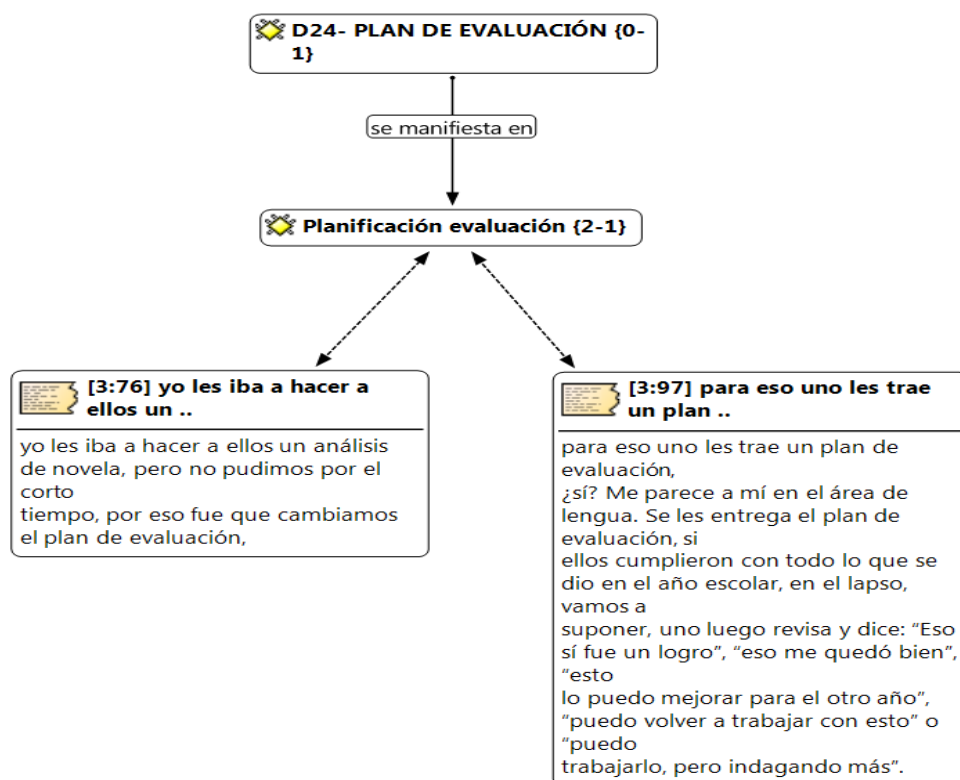 D24- PLAN DE EVALUACIÓN {0-
1}
se manifiesta en
Planificación evaluación {2-1}
[3:76] yo les iba a hacer a
ellos un ..
yo les iba a hacer a ellos un análisis
de novela, pero no pudimos por el
corto
tiempo, por eso fue que cambiamos
el plan de evaluación,
[3:97] para eso uno les trae
un plan ..
para eso uno les trae un plan de
evaluación,
¿sí? Me parece a mí en el área de
lengua. Se les entrega el plan de
evaluación, si
ellos cumplieron con todo lo que se
dio en el año escolar, en el lapso,
vamos a
suponer, uno luego revisa y dice: “Eso
sí fue un logro”, “eso me quedó bien”,
“esto
lo puedo mejorar para el otro año”,
“puedo volver a trabajar con esto” o
“puedo
trabajarlo, pero indagando más”.